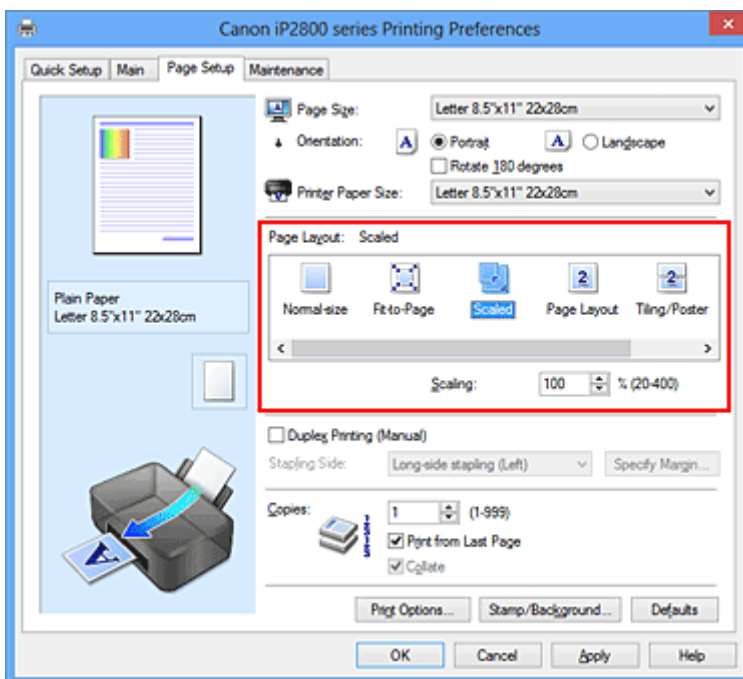 Canon iP2800 series Printing Preferences
Quick Setup Main Page Setup Maintenance
Page Size: Letter 8.5"x11" 22x28cm
Orientation: A Portrait A Landscape
Rotate 180 degrees
Printer Paper Size: Letter 8.5"x11" 22x28cm
Page Layout: Scaled
Normal-size Fit-to-Page Scaled 2 Page Layout 2 Tiling/Poster
Scaling: 100 % (20-400)
Plain Paper
Letter 8.5"x11" 22x28cm
Duplex Printing (Manual)
Stapling Side: Long-side stapling (Left) Specify Margin...
Copies: 1 (1-999)
Print from Last Page
Collate
A
Print Options... Stamp/Background... Defaults
OK Cancel Apply Help